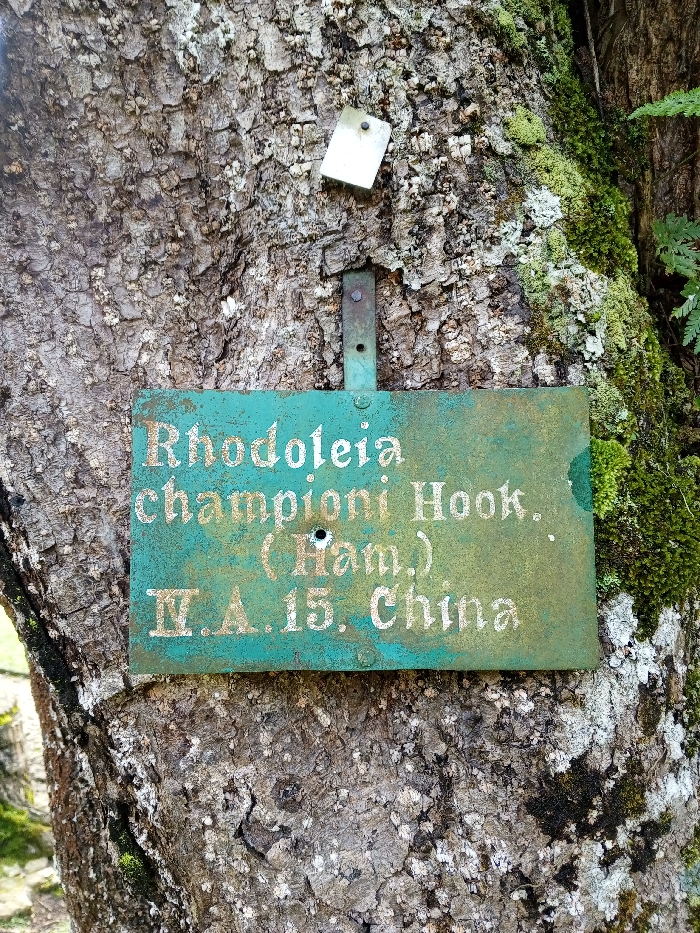 Rhodoleia
championi Hook.
(Ham.)
IV.A.15. China